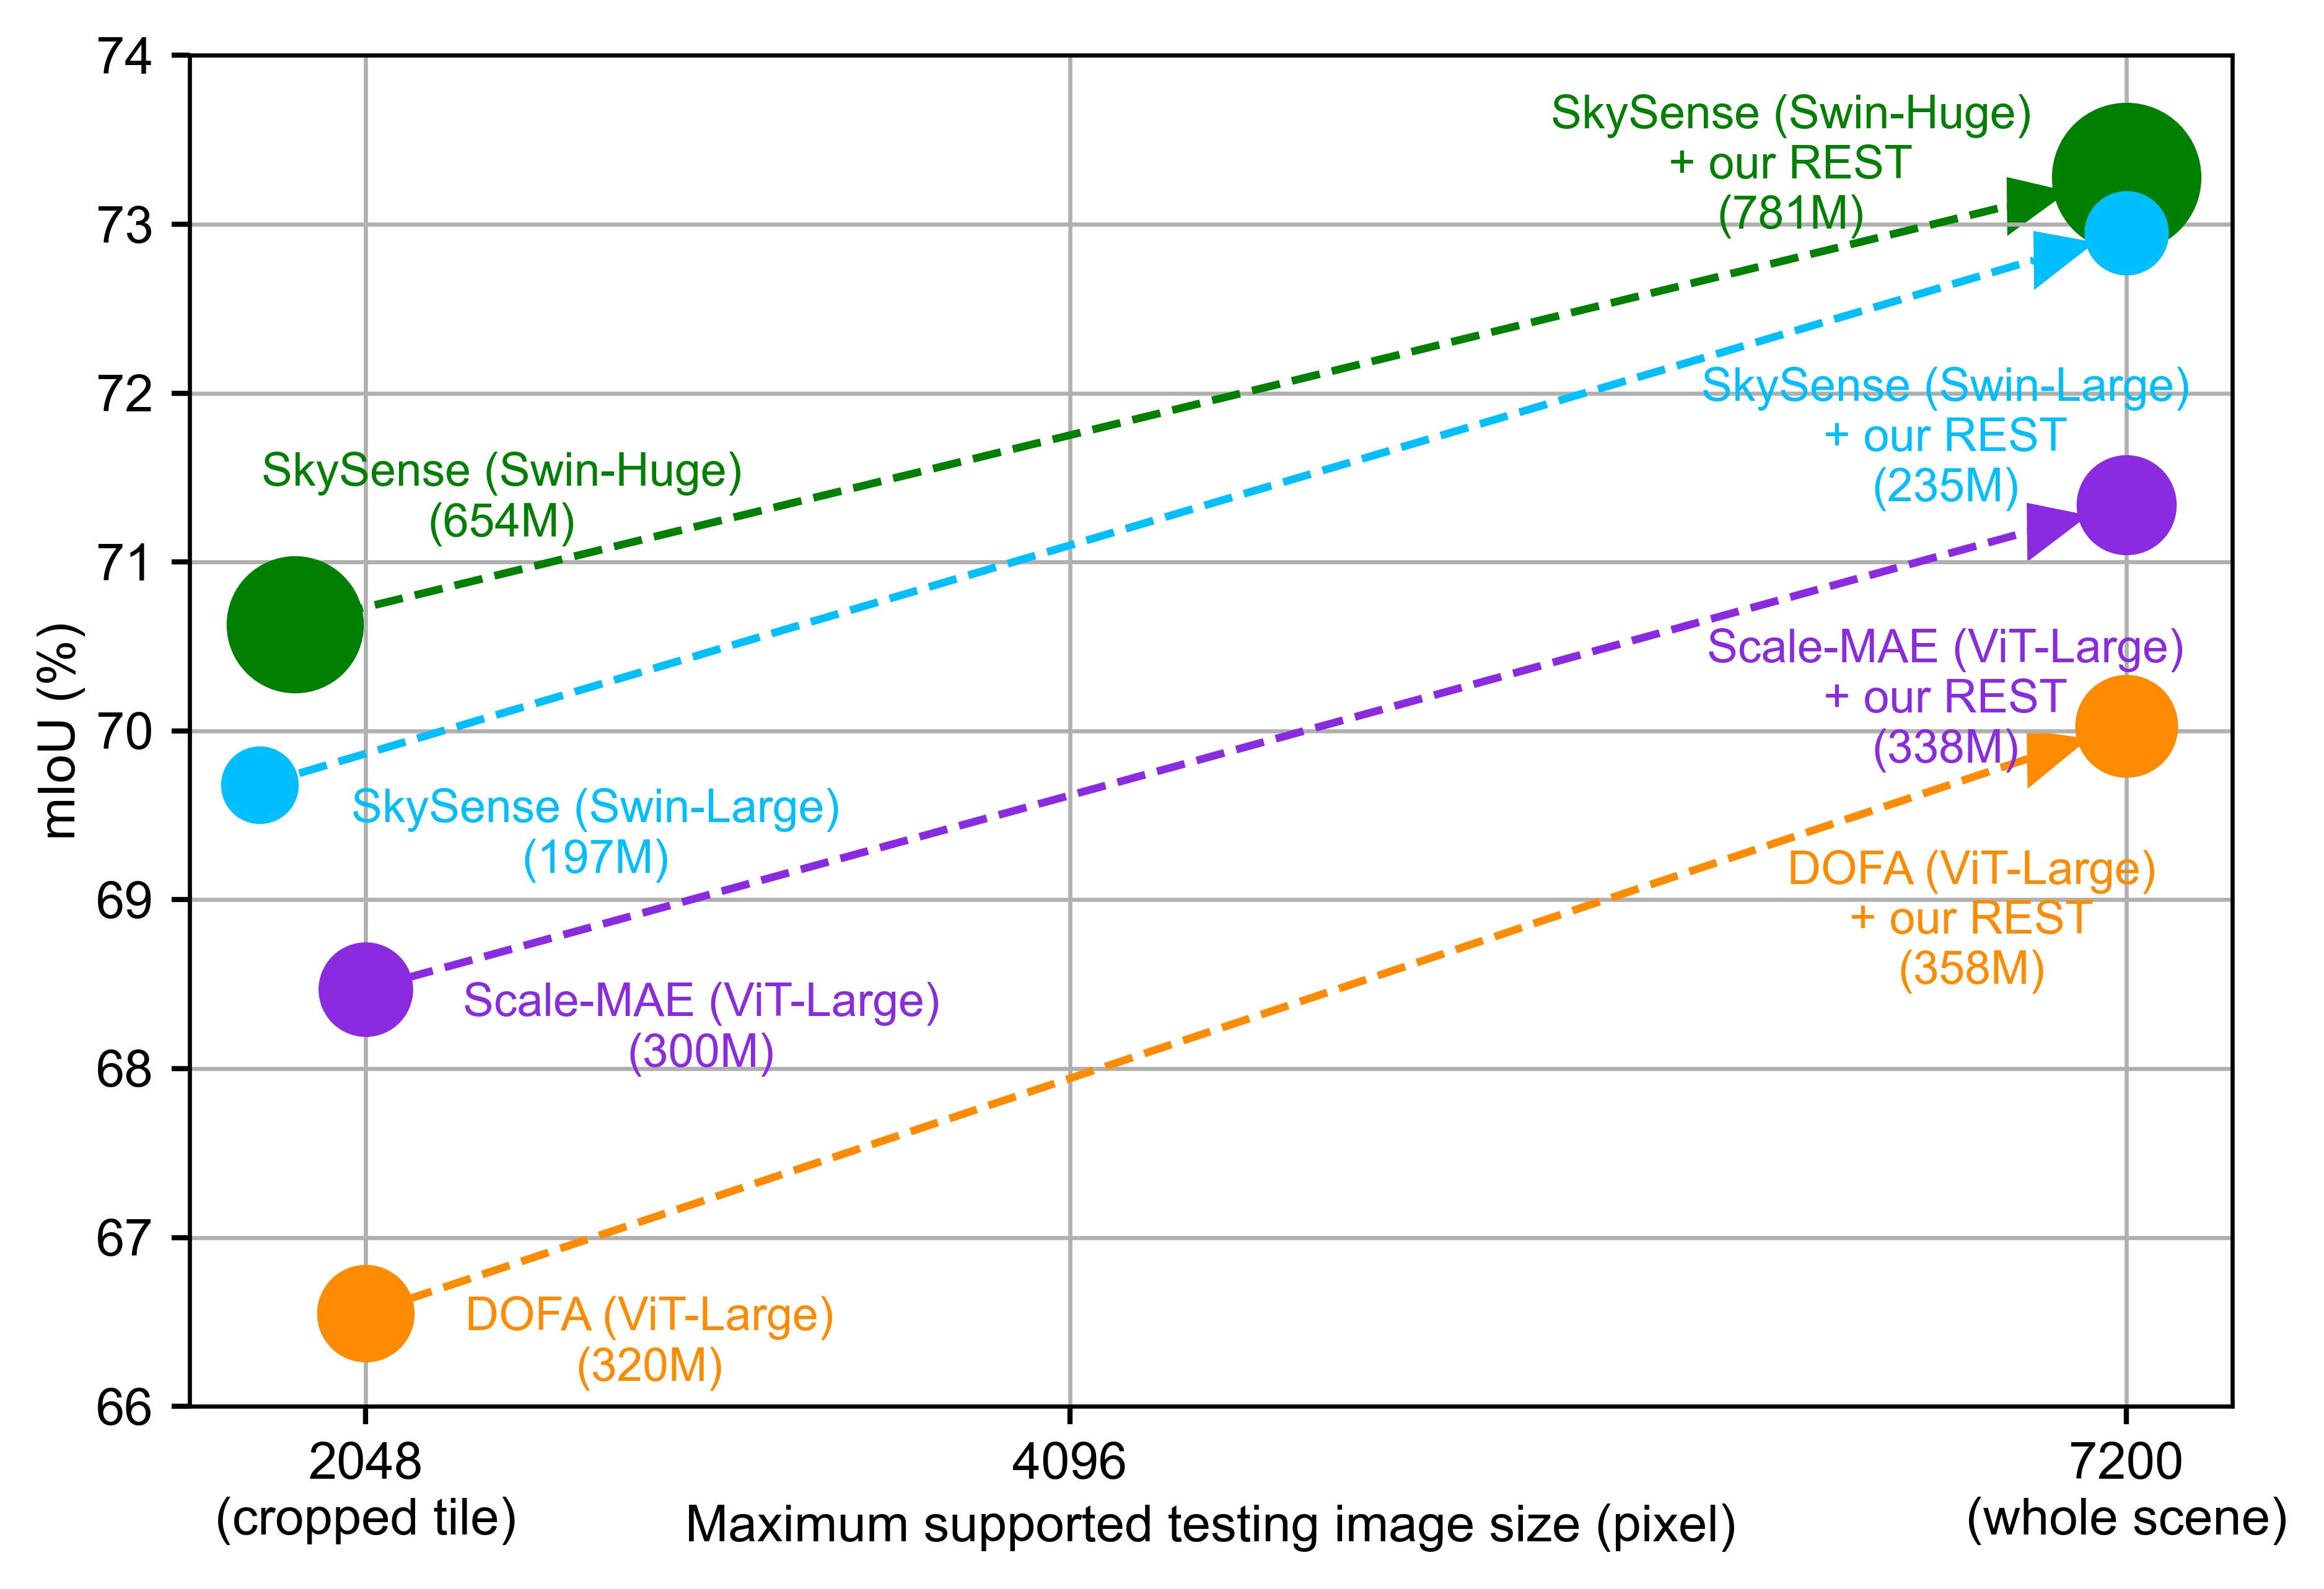 74
73
72
71
70
69
68
67
66
mIoU (%)
SkySense (Swin-Huge)
+ our REST
(781M)
SkySense (Swin-Large)
+ our REST
(235M)
SkySense (Swin-Huge)
(654M)
Scale-MAE (ViT-Large)
+ our REST
(338M)
SkySense (Swin-Large)
(197M)
DOFA (ViT-Large)
+ our REST
(358M)
Scale-MAE (ViT-Large)
(300M)
DOFA (ViT-Large)
(320M)
2048
(cropped tile)
4096
7200
(whole scene)
Maximum supported testing image size (pixel)